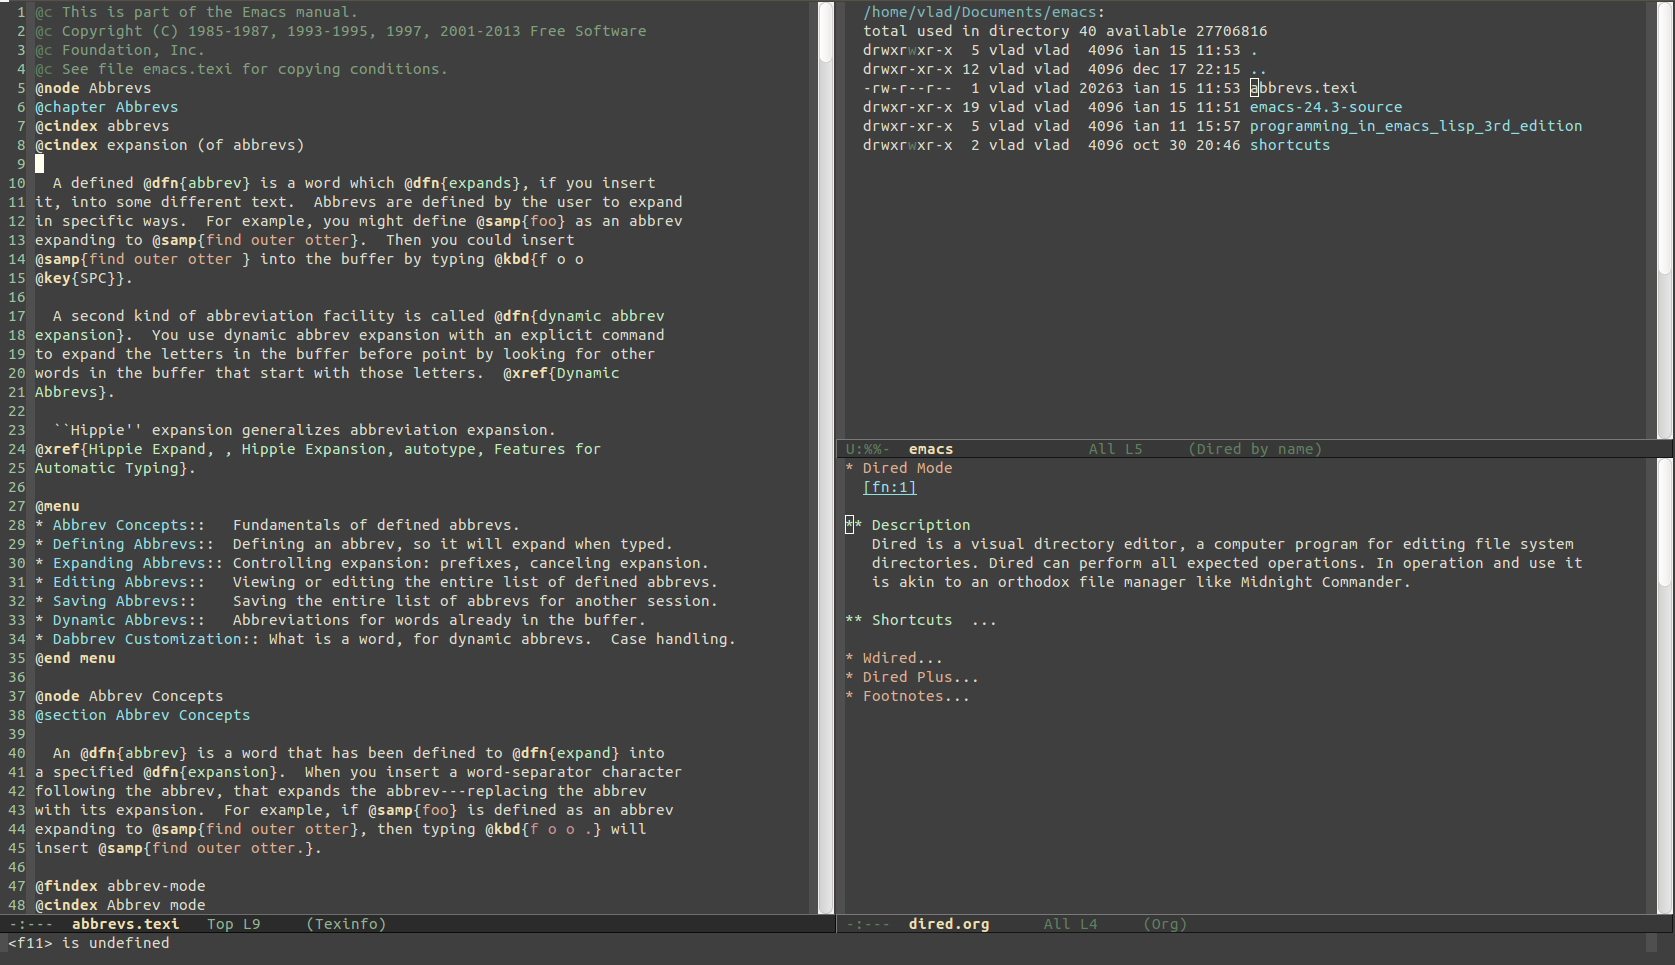 1 @c This is part of the Emacs manual.
2 @c Copyright (C) 1985-1987, 1993-1995, 1997, 2001-2013 Free Software
3 @c Foundation, Inc.
4 @c See file emacs.texi for copying conditions.
5 @node Abbrevs
6 @chapter Abbrevs
7 @cindex abbrevs
8 @cindex expansion (of abbrevs)
9
10   A defined @dfn{abbrev} is a word which @dfn{expands}, if you insert
11 it, into some different text.  Abbrevs are defined by the user to expand
12 in specific ways.  For example, you might define @samp{foo} as an abbrev
13 expanding to @samp{find outer otter}.  Then you could insert
14 @samp{find outer otter } into the buffer by typing @kbd{f o o
15 @key{SPC}}.
16
17   A second kind of abbreviation facility is called @dfn{dynamic abbrev
18 expansion}.  You use dynamic abbrev expansion with an explicit command
19 to expand the letters in the buffer before point by looking for other
20 words in the buffer that start with those letters.  @xref{Dynamic
21 Abbrevs}.
22
23   ``Hippie'' expansion generalizes abbreviation expansion.
24 @xref{Hippie Expand, , Hippie Expansion, autotype, Features for
25 Automatic Typing}.
26
27 @menu
28 * Abbrev Concepts::   Fundamentals of defined abbrevs.
29 * Defining Abbrevs::  Defining an abbrev, so it will expand when typed.
30 * Expanding Abbrevs:: Controlling expansion: prefixes, canceling expansion.
31 * Editing Abbrevs::   Viewing or editing the entire list of defined abbrevs.
32 * Saving Abbrevs::    Saving the entire list of abbrevs for another session.
33 * Dynamic Abbrevs::   Abbreviations for words already in the buffer.
34 * Dabbrev Customization:: What is a word, for dynamic abbrevs.  Case handling.
35 @end menu
36
37 @node Abbrev Concepts
38 @section Abbrev Concepts
39
40   An @dfn{abbrev} is a word that has been defined to @dfn{expand} into
41 a specified @dfn{expansion}.  When you insert a word-separator character
42 following the abbrev, that expands the abbrev---replacing the abbrev
43 with its expansion.  For example, if @samp{foo} is defined as an abbrev
44 expanding to @samp{find outer otter}, then typing @kbd{f o o .} will
45 insert @samp{find outer otter.}.
46
47 @findex abbrev-mode
48 @cindex Abbrev mode
-:---  abbrevs.texi   Top L9     (Texinfo)
/home/vlad/Documents/emacs:
total used in directory 40 available 27706816
drwxrwxr-x  5 vlad vlad  4096 ian 15 11:53 .
drwxr-xr-x 12 vlad vlad  4096 dec 17 22:15 ..
-rw-r--r--  1 vlad vlad 20263 ian 15 11:53 abbrevs.texi
drwxr-xr-x 19 vlad vlad  4096 ian 15 11:51 emacs-24.3-source
drwxr-xr-x  5 vlad vlad  4096 ian 11 15:57 programming_in_emacs_lisp_3rd_edition
drwxrwxr-x  2 vlad vlad  4096 oct 30 20:46 shortcuts
U:%%-  emacs               All L5     (Dired by name)
* Dired Mode
  [fn:1]
** Description
   Dired is a visual directory editor, a computer program for editing file system
   directories. Dired can perform all expected operations. In operation and use it
   is akin to an orthodox file manager like Midnight Commander.
** Shortcuts  ...
* Wdired...
* Dired Plus...
* Footnotes...
-:---  dired.org      All L4     (Org)
<f11> is undefined